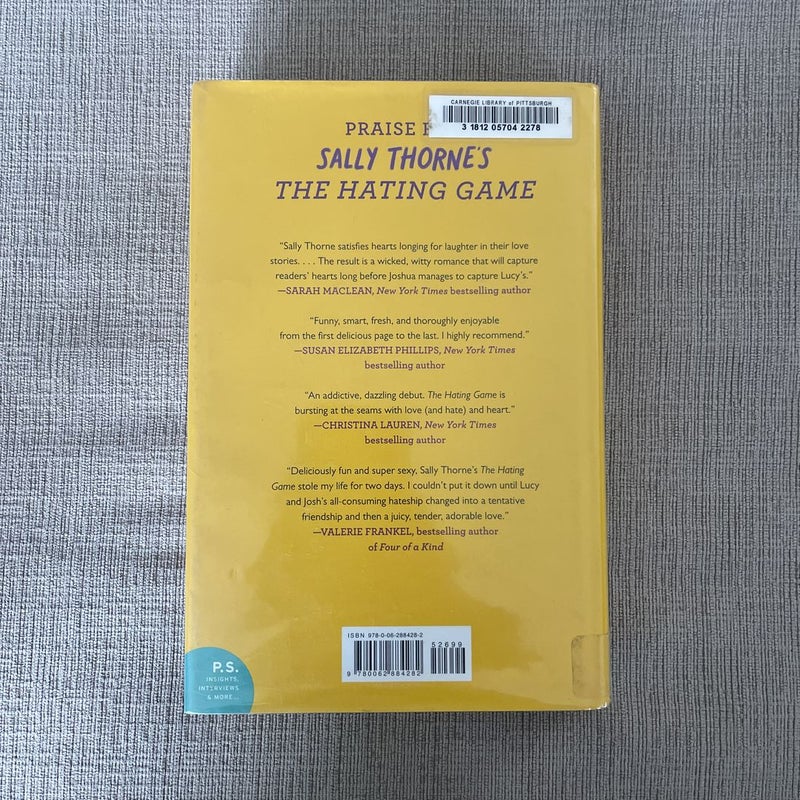 CARNEGIE LIBRARY of PITTSBURGH
3 1812 05704 2278
PRAISE
SALLY THORNE'S
THE HATING GAME
“Sally Thorne satisfies hearts longing for laughter in their love
stories. . . . The result is a wicked, witty romance that will capture
readers’ hearts long before Joshua manages to capture Lucy’s.”
—SARAH MACLEAN, New York Times bestselling author
“Funny, smart, fresh, and thoroughly enjoyable
from the first delicious page to the last. I highly recommend.”
—SUSAN ELIZABETH PHILLIPS, New York Times
bestselling author
“An addictive, dazzling debut. The Hating Game is
bursting at the seams with love (and hate) and heart.”
—CHRISTINA LAUREN, New York Times
bestselling author
“Deliciously fun and super sexy, Sally Thorne’s The Hating
Game stole my life for two days. I couldn’t put it down until Lucy
and Josh’s all-consuming hateship changed into a tentative
friendship and then a juicy, tender, adorable love.”
—VALERIE FRANKEL, bestselling author
of Four of a Kind
ISBN 978-0-06-288428-2
52699
9 780062 884282
P.S.
INSIGHTS,
INTERVIEWS
& MORE...